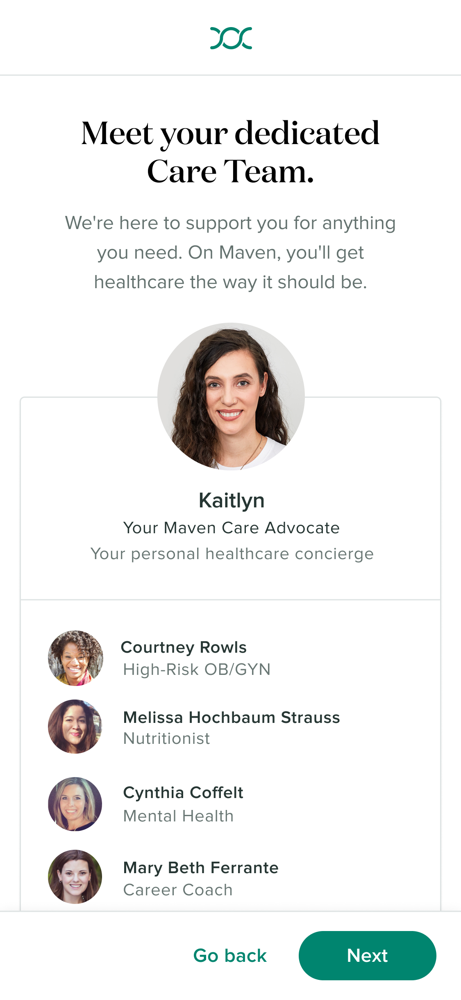 Meet your dedicated
Care Team.
We're here to support you for anything
you need. On Maven, you'll get
healthcare the way it should be.
Kaitlyn
Your Maven Care Advocate
Your personal healthcare concierge
Courtney Rowls
High-Risk OB/GYN
Melissa Hochbaum Strauss
Nutritionist
Cynthia Coffelt
Mental Health
Mary Beth Ferrante
Career Coach
Go back
Next